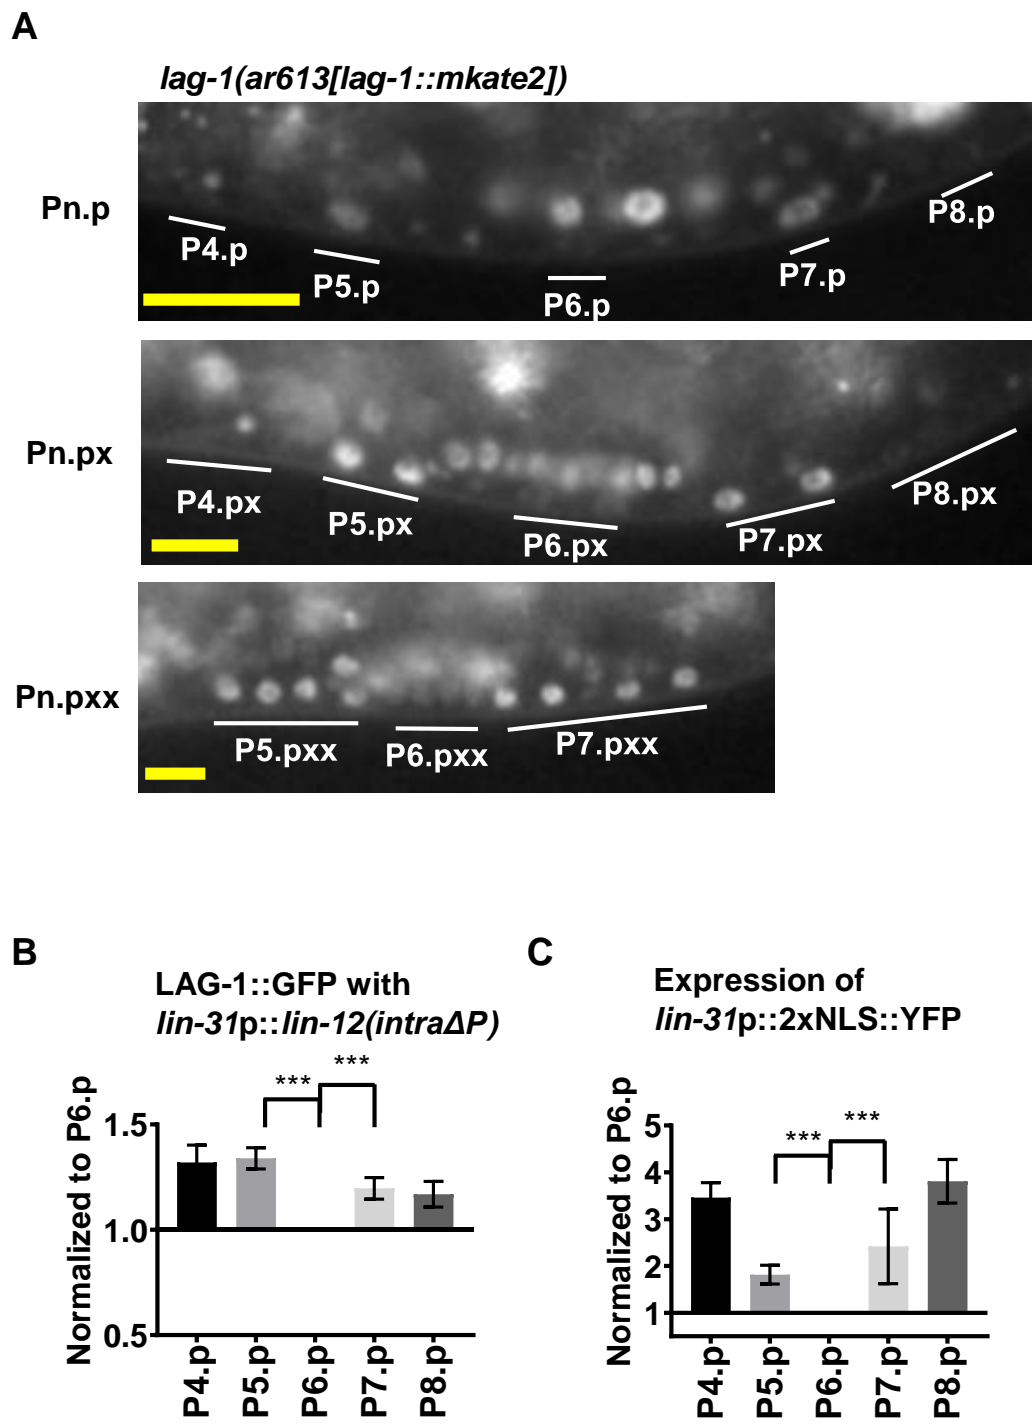 A
lag-1(ar613[lag-1::mkate2])
Pn.p
P4.p
P5.p
P6.p
P7.p
P8.p
Pn.px
P4.px
P5.px
P6.px
P7.px
P8.px
Pn.pxx
P5.pxx
P6.pxx
P7.pxx
B
LAG-1::GFP with
lin-31p::lin-12(intraΔP)
***
***
Normalized to P6.p
1.5
1.0
0.5
P4.p
P5.p
P6.p
P7.p
P8.p
C
Expression of
lin-31p::2xNLS::YFP
***
***
Normalized to P6.p
5
4
3
2
1
P4.p
P5.p
P6.p
P7.p
P8.p